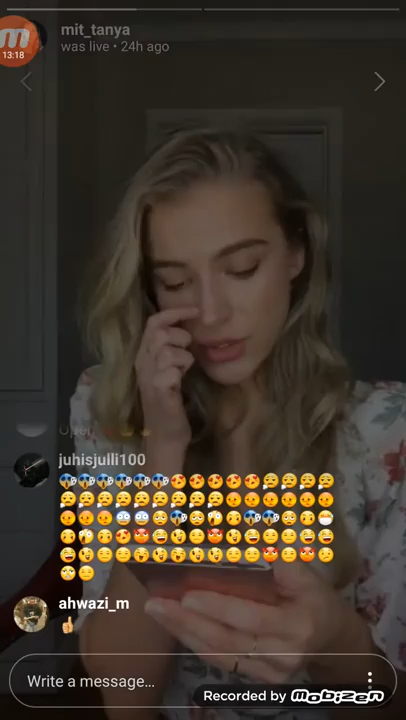 mit_tanya
was live • 24h ago
13:18
juhisjulli100
ahwazi_m
Write a message...
Recorded by mobizen